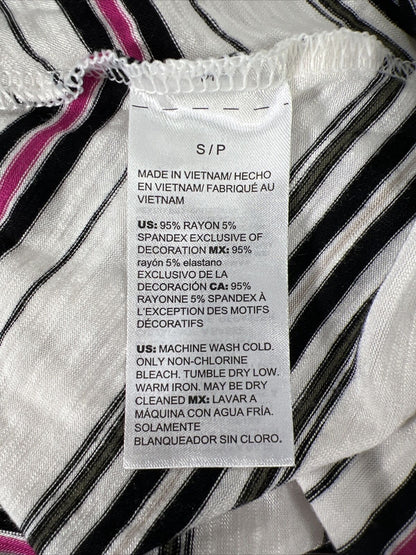 S / P
MADE IN VIETNAM/ HECHO
EN VIETNAM/ FABRIQUÉ AU
VIETNAM
US: 95% RAYON 5%
SPANDEX EXCLUSIVE OF
DECORATION MX: 95%
rayón 5% elastano
EXCLUSIVO DE LA
DECORACIÓN CA: 95%
RAYONNE 5% SPANDEX À
L'EXCEPTION DES MOTIFS
DÉCORATIFS
US: MACHINE WASH COLD.
ONLY NON-CHLORINE
BLEACH. TUMBLE DRY LOW.
WARM IRON. MAY BE DRY
CLEANED MX: LAVAR A
MÁQUINA CON AGUA FRÍA.
SOLAMENTE
BLANQUEADOR SIN CLORO.